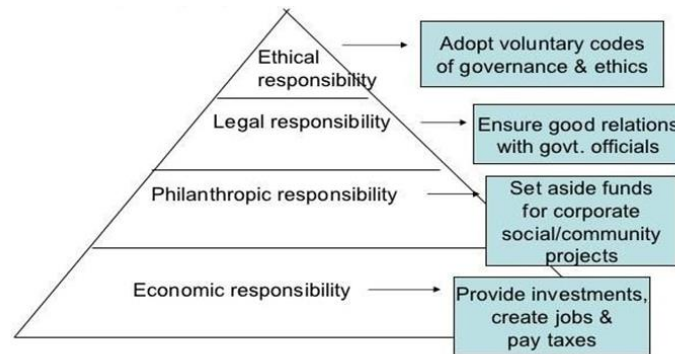 Ethical
responsibility
Adopt voluntary codes
of governance & ethics
Legal responsibility
Ensure good relations
with govt. officials
Philanthropic responsibility
Set aside funds
for corporate
social/community
projects
Economic responsibility
Provide investments,
create jobs &
pay taxes